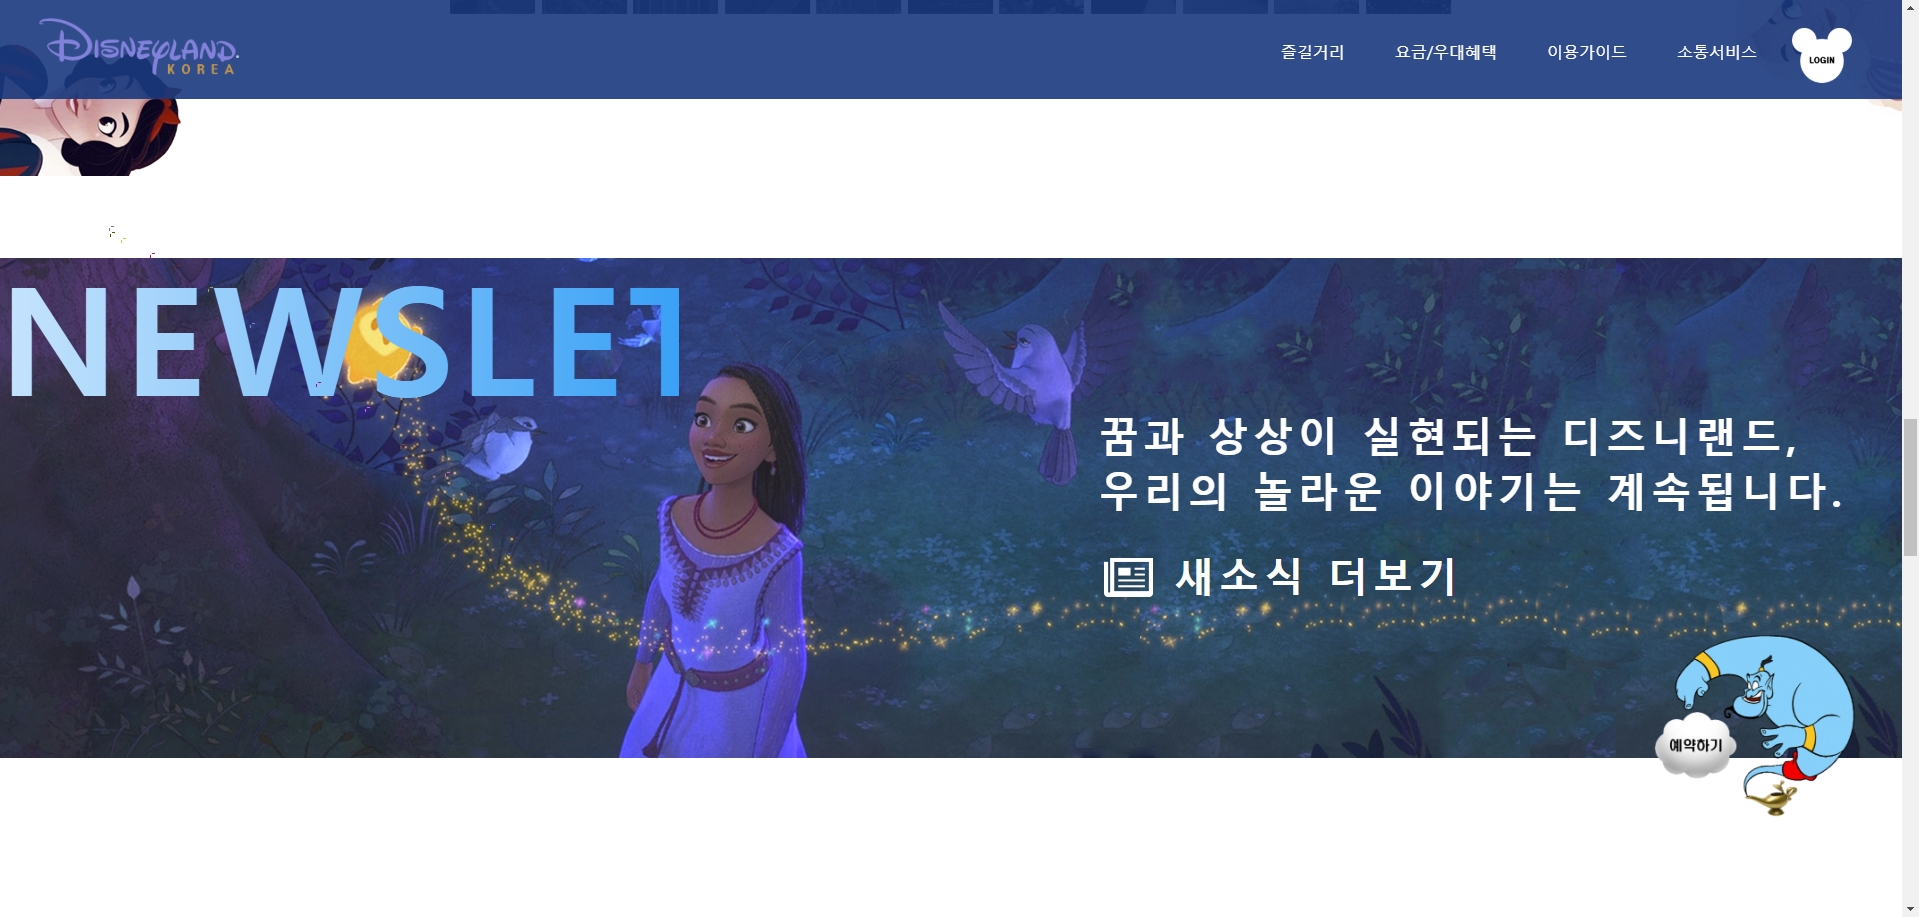 DISNEYLAND.
KOREA
즐길거리 요금/우대혜택 이용가이드 소통서비스 LOGIN
NEWSLET
꿈과 상상이 실현되는 디즈니랜드,
우리의 놀라운 이야기는 계속됩니다.
새소식 더보기
예약하기